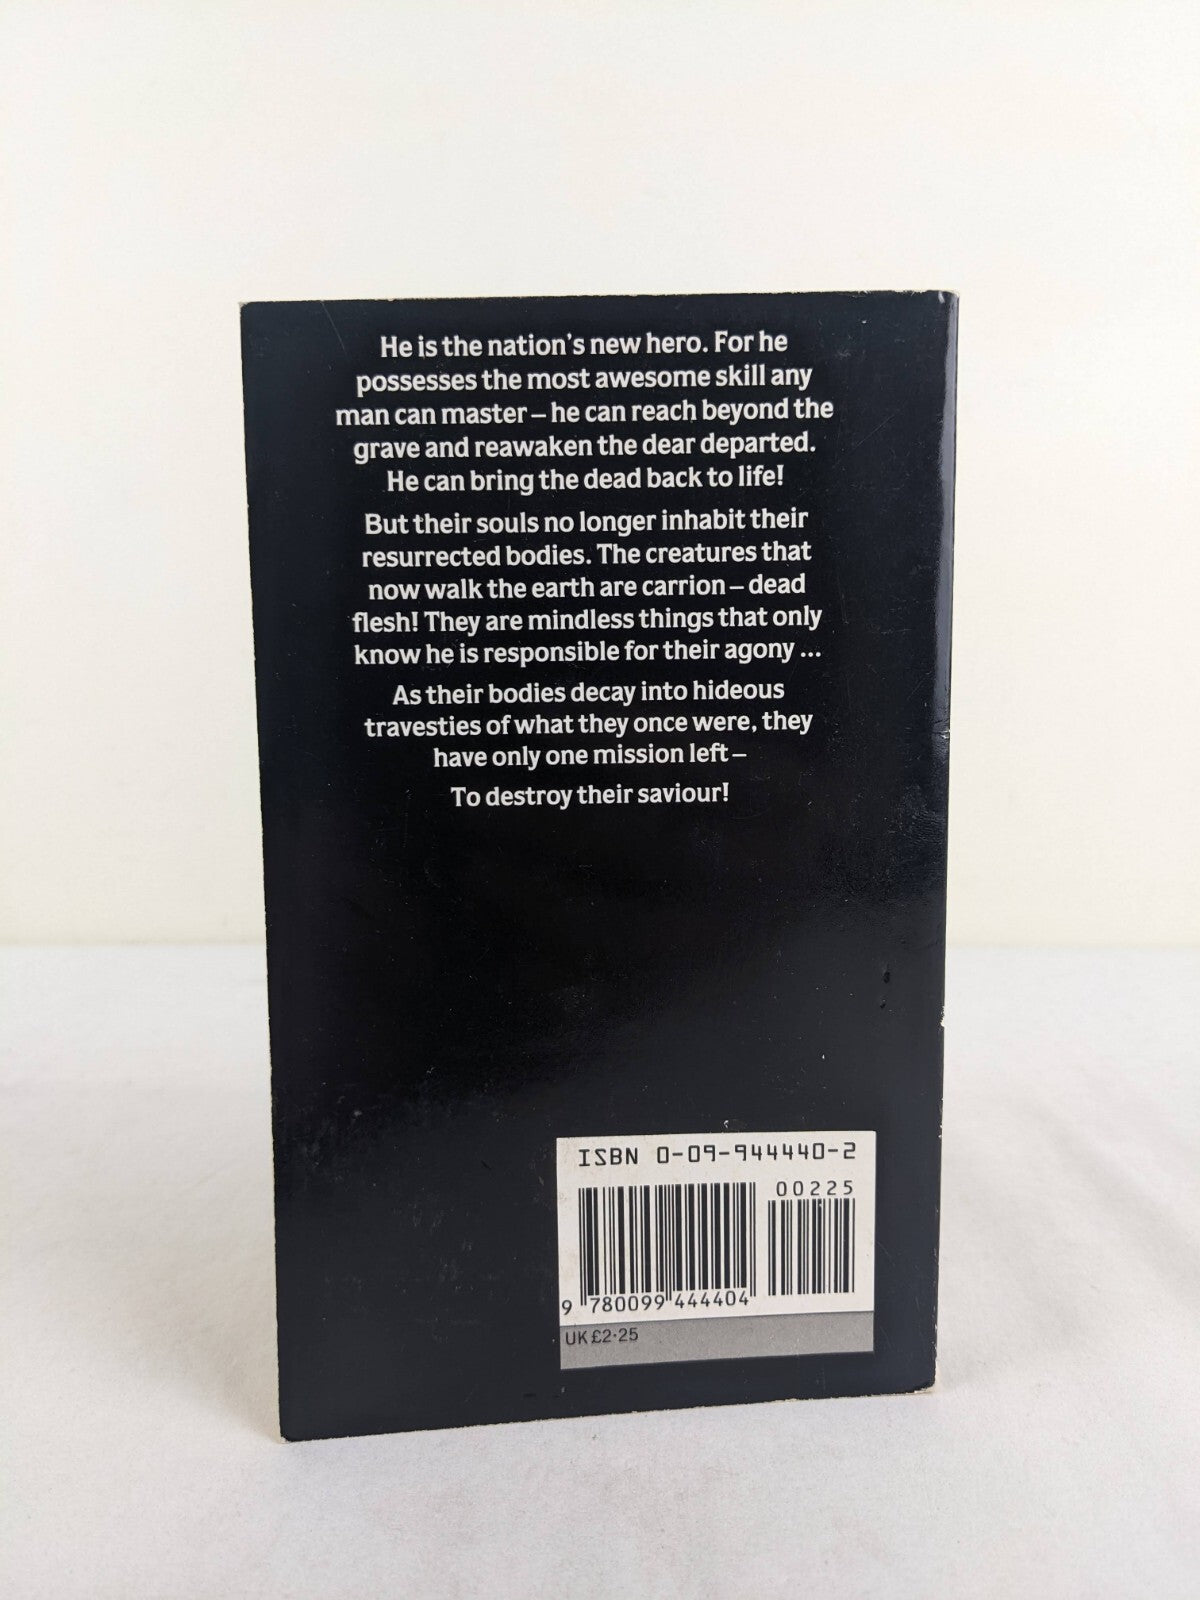 He is the nation's new hero. For he
possesses the most awesome skill any
man can master – he can reach beyond the
grave and reawaken the dear departed.
He can bring the dead back to life!
But their souls no longer inhabit their
resurrected bodies. The creatures that
now walk the earth are carrion – dead
flesh! They are mindless things that only
know he is responsible for their agony ...
As their bodies decay into hideous
travesties of what they once were, they
have only one mission left –
To destroy their saviour!
ISBN 0-09-944440-2
00225
9 780099 444404
UK £2·25